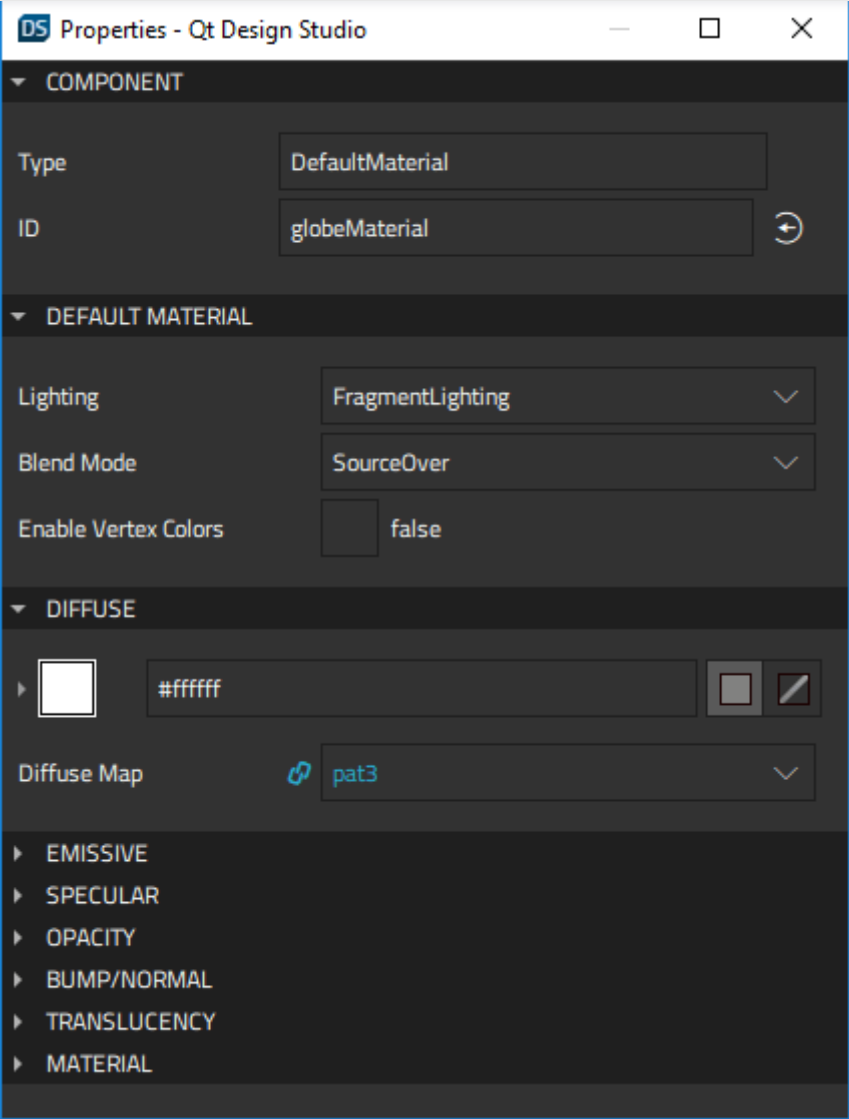 DS Properties - Qt Design Studio
COMPONENT
Type DefaultMaterial
ID globeMaterial
DEFAULT MATERIAL
Lighting FragmentLighting
Blend Mode SourceOver
Enable Vertex Colors false
DIFFUSE
#ffffff
Diffuse Map pat3
EMISSIVE
SPECULAR
OPACITY
BUMP/NORMAL
TRANSLUCENCY
MATERIAL